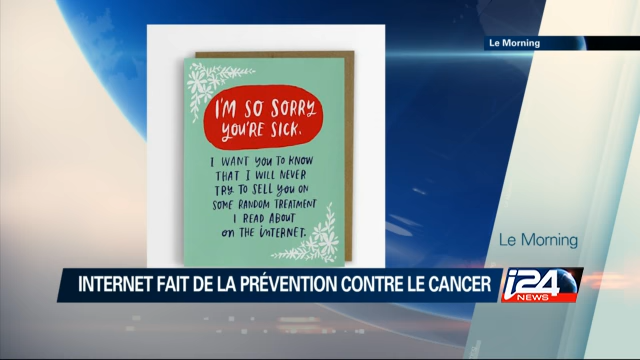 Le Morning
I'M SO SORRY
YOU'RE SICK.
I WANT YOU TO KNOW
THAT I WILL NEVER
TRY TO SELL YOU ON
SOME RANDOM TREATMENT
I READ ABOUT
ON THE INTERNET.
Le Morning
INTERNET FAIT DE LA PRÉVENTION CONTRE LE CANCER
i24
NEWS